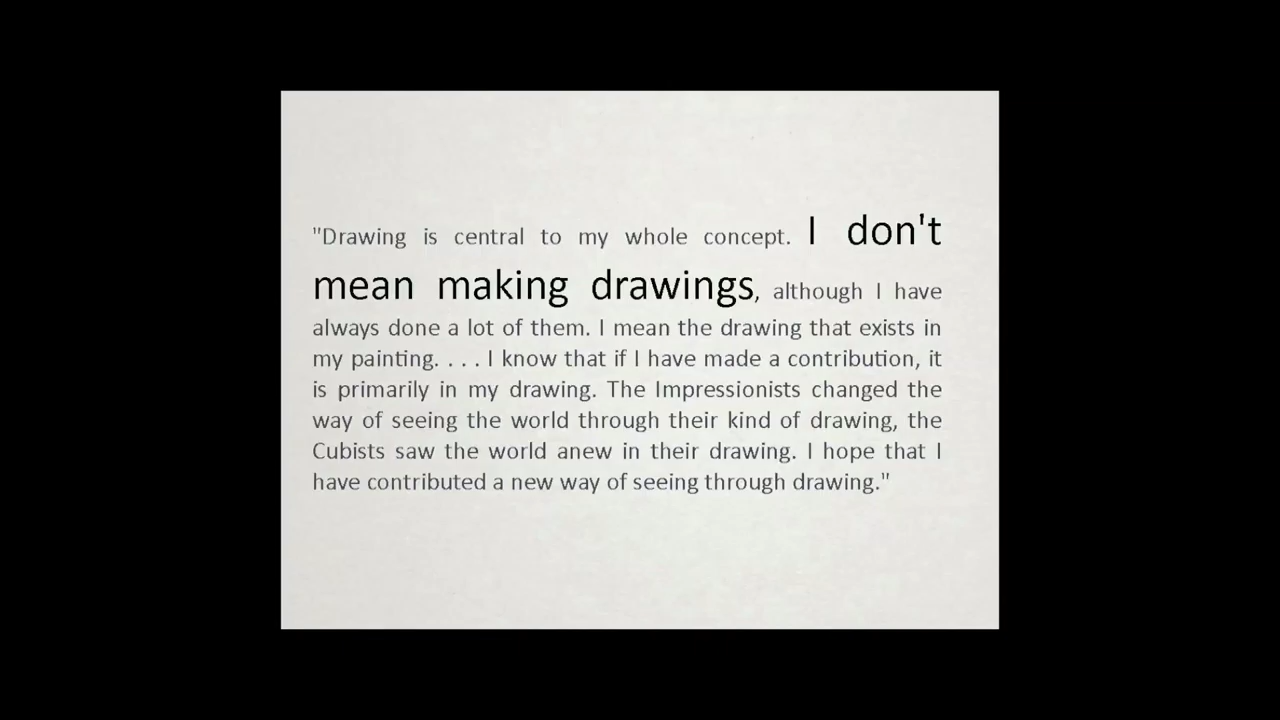 "Drawing is central to my whole concept. I don't
mean making drawings, although I have
always done a lot of them. I mean the drawing that exists in
my painting. . . . I know that if I have made a contribution, it
is primarily in my drawing. The Impressionists changed the
way of seeing the world through their kind of drawing, the
Cubists saw the world anew in their drawing. I hope that I
have contributed a new way of seeing through drawing."